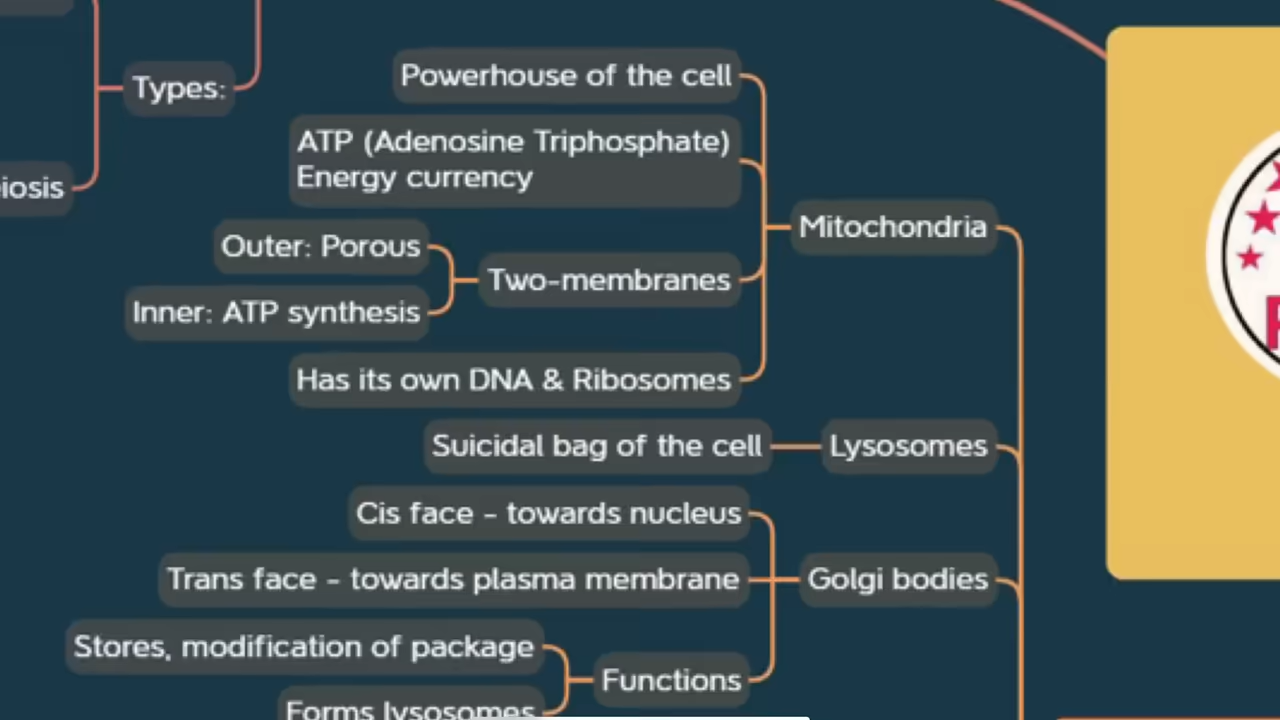 Types:
Powerhouse of the cell
ATP (Adenosine Triphosphate)
Energy currency
Outer: Porous
Inner: ATP synthesis
Two-membranes
Has its own DNA & Ribosomes
Mitochondria
Suicidal bag of the cell
Lysosomes
Cis face - towards nucleus
Trans face - towards plasma membrane
Golgi bodies
Stores, modification of package
Forms lysosomes
Functions